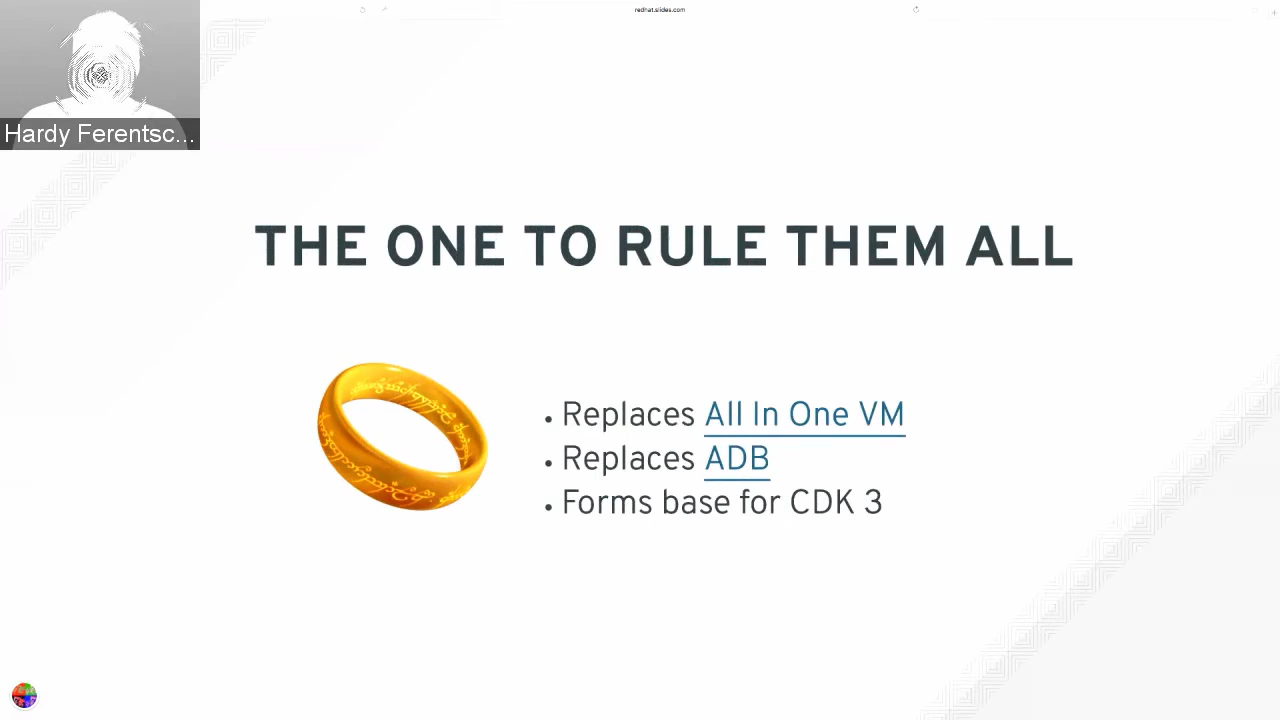 redhat.slides.com
Hardy Ferentsc...
THE ONE TO RULE THEM ALL
• Replaces All In One VM
• Replaces ADB
• Forms base for CDK 3